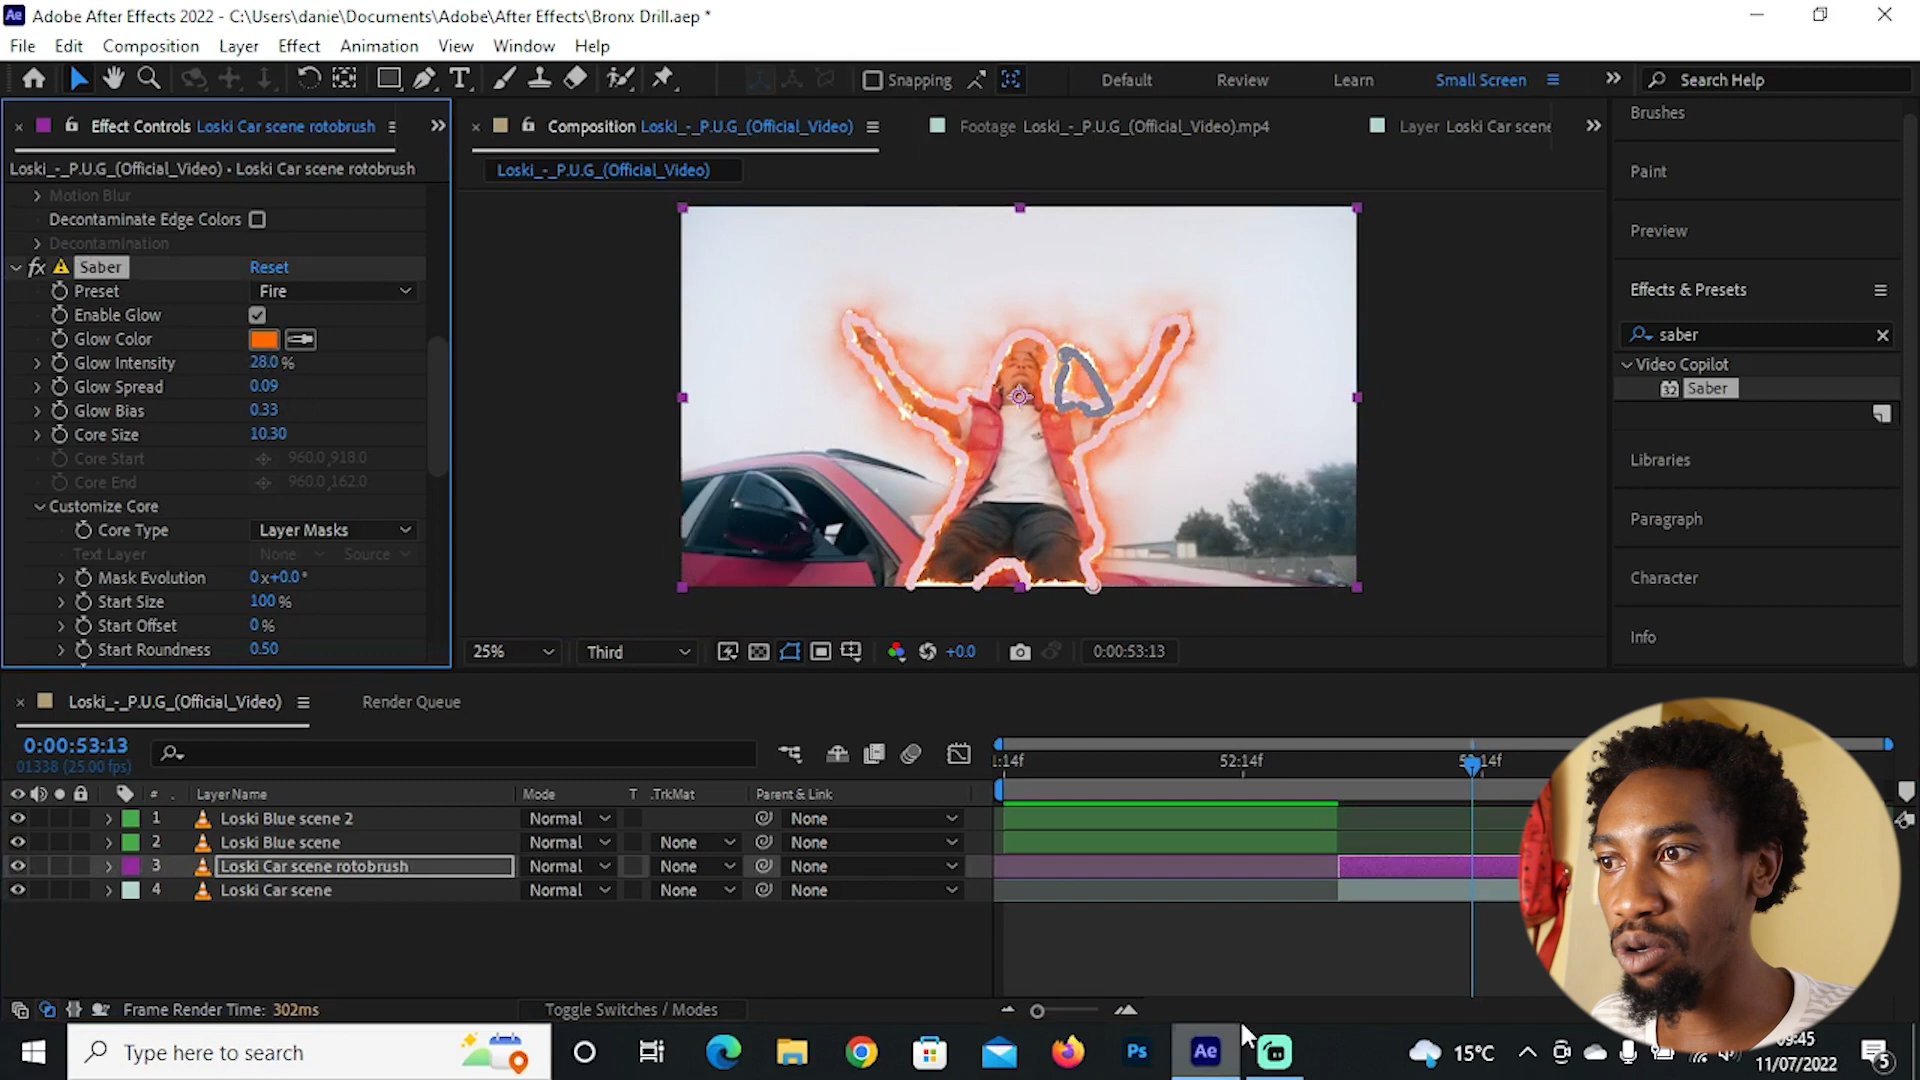 Adobe After Effects 2022 - C:\Users\danie\Documents\Adobe\After Effects\Bronx Drill.aep *
File Edit Composition Layer Effect Animation View Window Help
Snapping Default Review Learn Small Screen Search Help
Effect Controls Loski Car scene rotobrush
Loski_-_P.U.G_(Official_Video) • Loski Car scene rotobrush
Motion Blur
Decontaminate Edge Colors
Decontamination
fx Saber Reset
Preset Fire
Enable Glow
Glow Color
Glow Intensity 28.0 %
Glow Spread 0.09
Glow Bias 0.33
Core Size 10.30
Core Start 960.0,918.0
Core End 960.0,162.0
Customize Core
Core Type Layer Masks
Text Layer None Source
Mask Evolution 0x+0.0°
Start Size 100 %
Start Offset 0 %
Start Roundness 0.50
Composition Loski_-_P.U.G_(Official_Video)
Footage Loski_-_P.U.G_(Official_Video).mp4
Layer Loski Car scene
Loski_-_P.U.G_(Official_Video)
25% Third +0.0 0:00:53:13
Brushes
Paint
Preview
Effects & Presets
saber
Video Copilot
32 Saber
Libraries
Paragraph
Character
Info
Loski_-_P.U.G_(Official_Video) Render Queue
0:00:53:13
01338 (25.00 fps)
:14f 52:14f 14f
# . Layer Name Mode T .TrkMat Parent & Link
1 Loski Blue scene 2 Normal None
2 Loski Blue scene Normal None None
3 Loski Car scene rotobrush Normal None None
4 Loski Car scene Normal None None
Frame Render Time: 302ms Toggle Switches / Modes
Type here to search
Ps Ae 15°C
09:45
11/07/2022
5